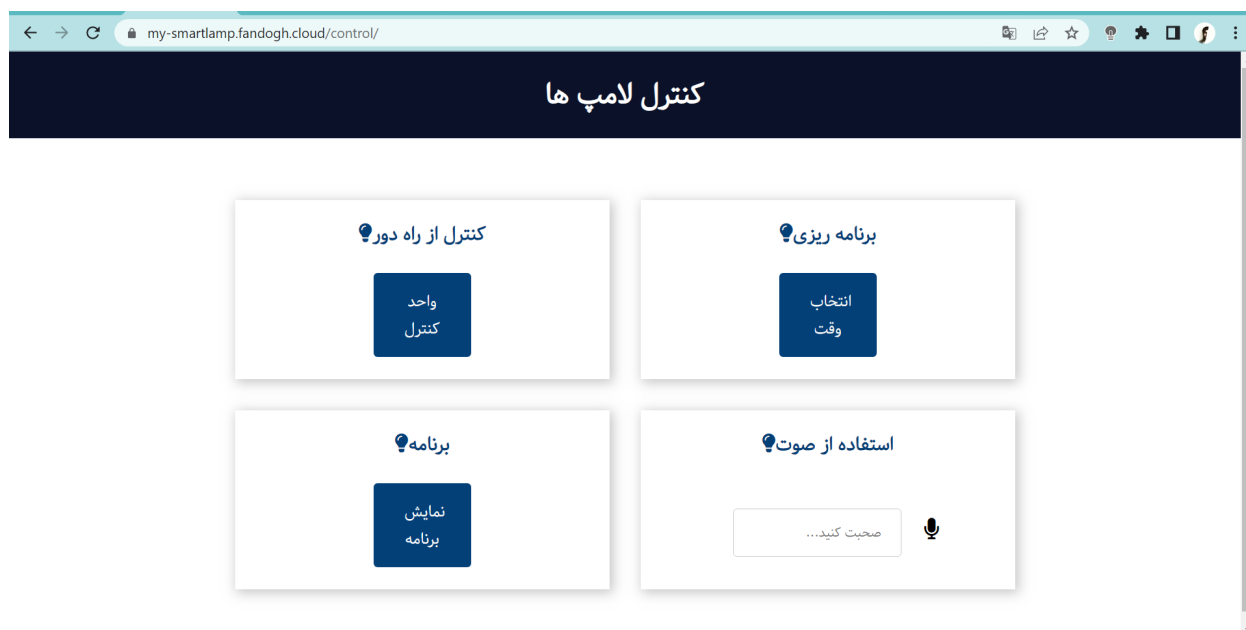 my-smartlamp.fandogh.cloud/control/
کنترل لامپ ها
برنامه ریزی
انتخاب
وقت
کنترل از راه دور
واحد
کنترل
استفاده از صوت
صحبت کنید...
برنامه
نمایش
برنامه